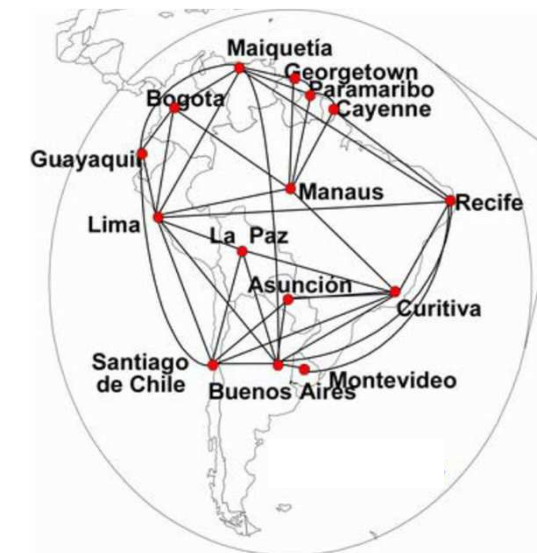 Maiquetía
Georgetown
Paramaribo
Bogota
Cayenne
Guayaquil
Manaus
Recife
Lima
La Paz
Asunción
Curitiva
Santiago
de Chile
Montevideo
Buenos Aires